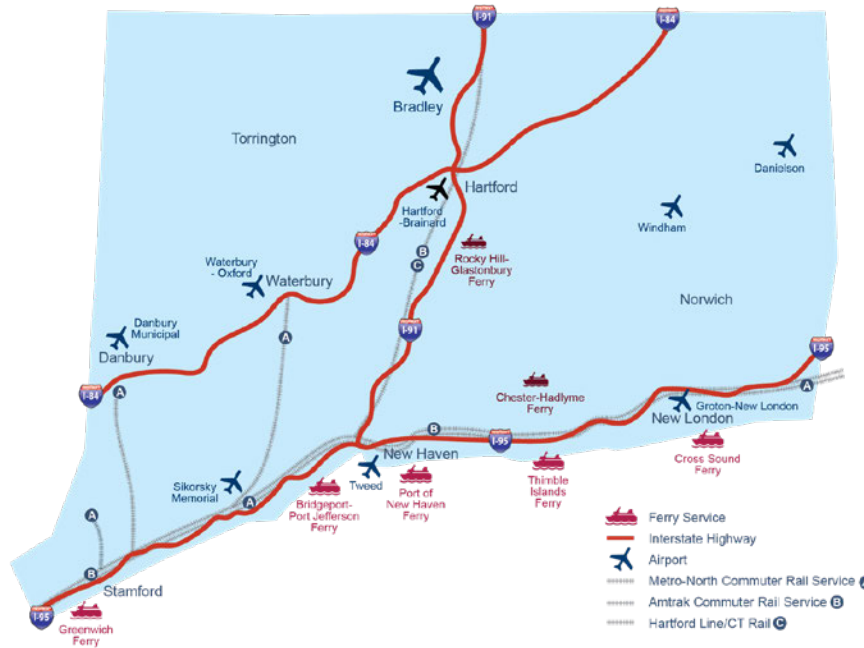 I-91
I-84
Bradley
Torrington
Danielson
Hartford
Hartford
-Brainard
Windham
I-84
B
C
Rocky Hill-
Glastonbury
Ferry
Waterbury
- Oxford
Waterbury
Norwich
Danbury
Municipal
Danbury
A
I-91
I-95
I-84
A
Chester-Hadlyme
Ferry
A
Groton-New London
New London
B
I-95
New Haven
Cross Sound
Ferry
Sikorsky
Memorial
A
Tweed
Bridgeport-
Port Jefferson
Ferry
Port of
New Haven
Ferry
Thimble
Islands
Ferry
A
B
Stamford
I-95
Greenwich
Ferry
Ferry Service
Interstate Highway
Airport
Metro-North Commuter Rail Service A
Amtrak Commuter Rail Service B
Hartford Line/CT Rail C